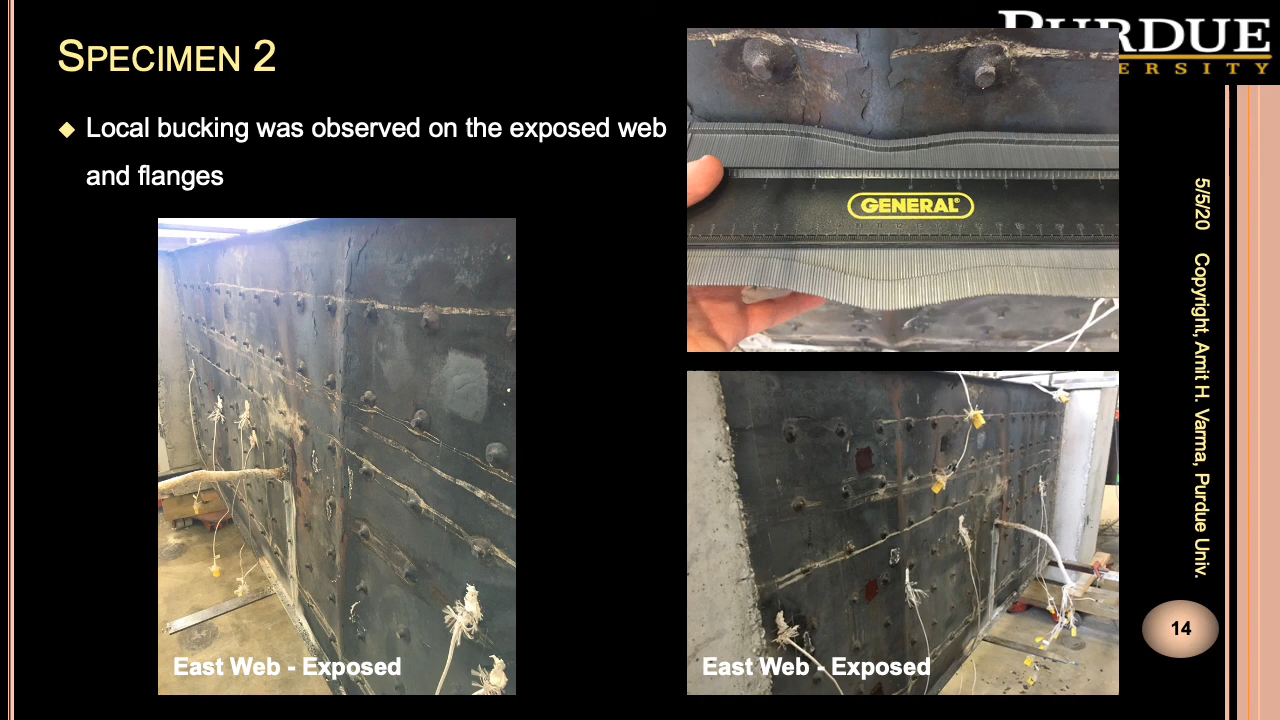 SPECIMEN 2
Local bucking was observed on the exposed web
and flanges
GENERAL®
East Web - Exposed
East Web - Exposed
RDUE
ERSITY
5/5/20 Copyright, Amit H. Varma, Purdue Univ.
14